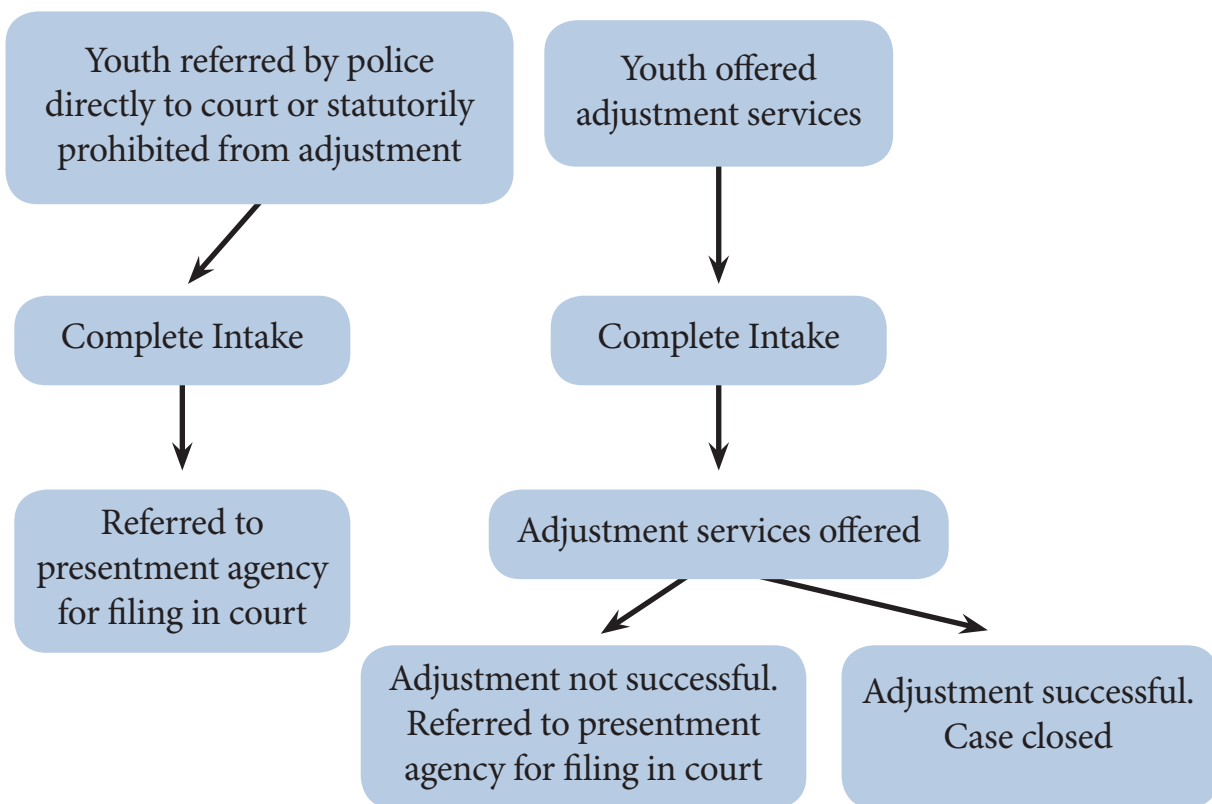 Youth referred by police
directly to court or statutorily
prohibited from adjustment
Youth offered
adjustment services
Complete Intake
Complete Intake
Referred to
presentment agency
for filing in court
Adjustment services offered
Adjustment not successful.
Referred to presentment
agency for filing in court
Adjustment successful.
Case closed